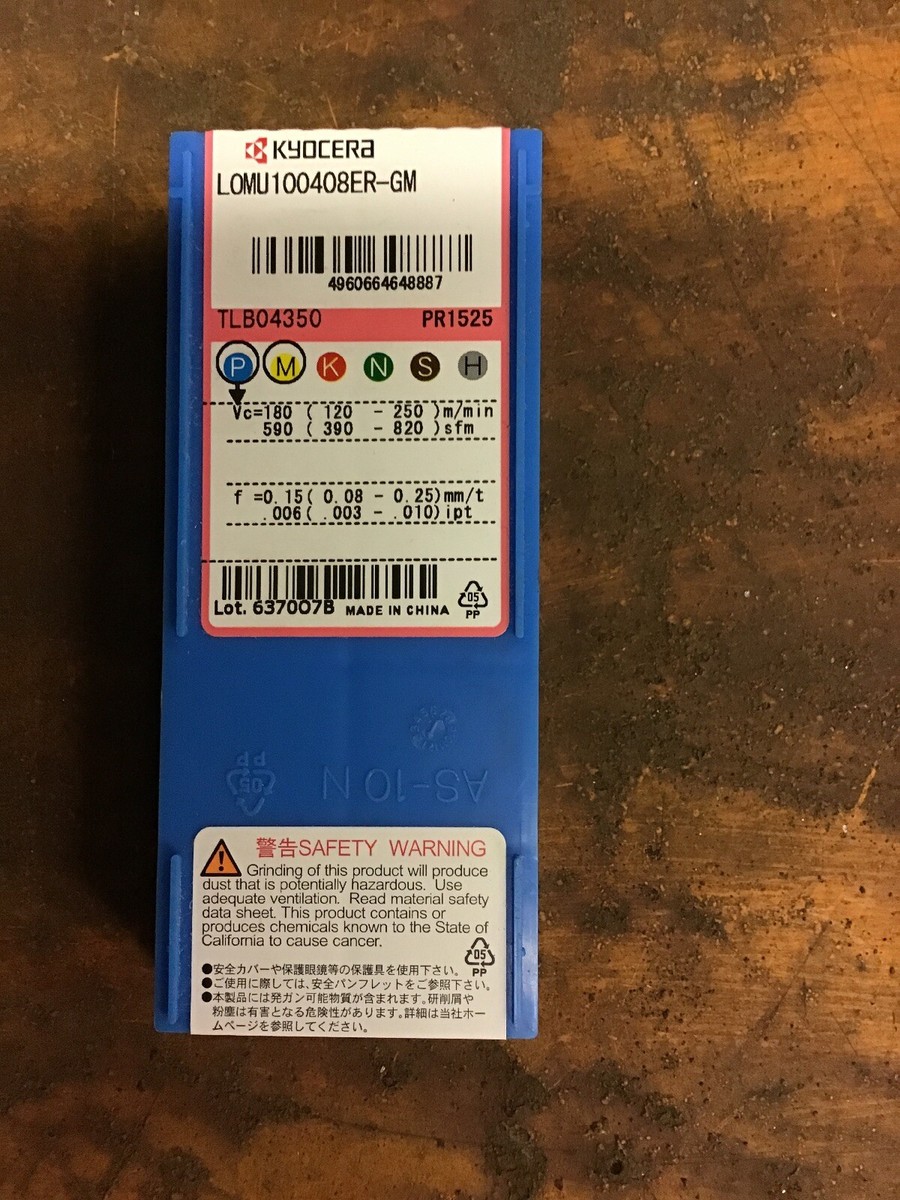 KYOCERA
LOMU100408ER-GM
4960664648887
TLB04350 PR1525
P M K N S H
Vc=180 ( 120 - 250 )m/min
590 ( 390 - 820 )sfm
f =0.15( 0.08 - 0.25)mm/t
.006( .003 - .010)ipt
Lot. 637007B MADE IN CHINA 05
PP
05
PP
AS-10 N
警告SAFETY WARNING
Grinding of this product will produce
dust that is potentially hazardous. Use
adequate ventilation. Read material safety
data sheet. This product contains or
produces chemicals known to the State of
California to cause cancer.
05
PP
●安全カバーや保護眼鏡等の保護具を使用下さい。
●ご使用に際しては、安全パンフレットをご参照下さい。
●本製品には発ガン可能物質が含まれます。研削屑や
粉塵は有害となる危険性があります。詳細は当社ホー
ムページを参照してください。